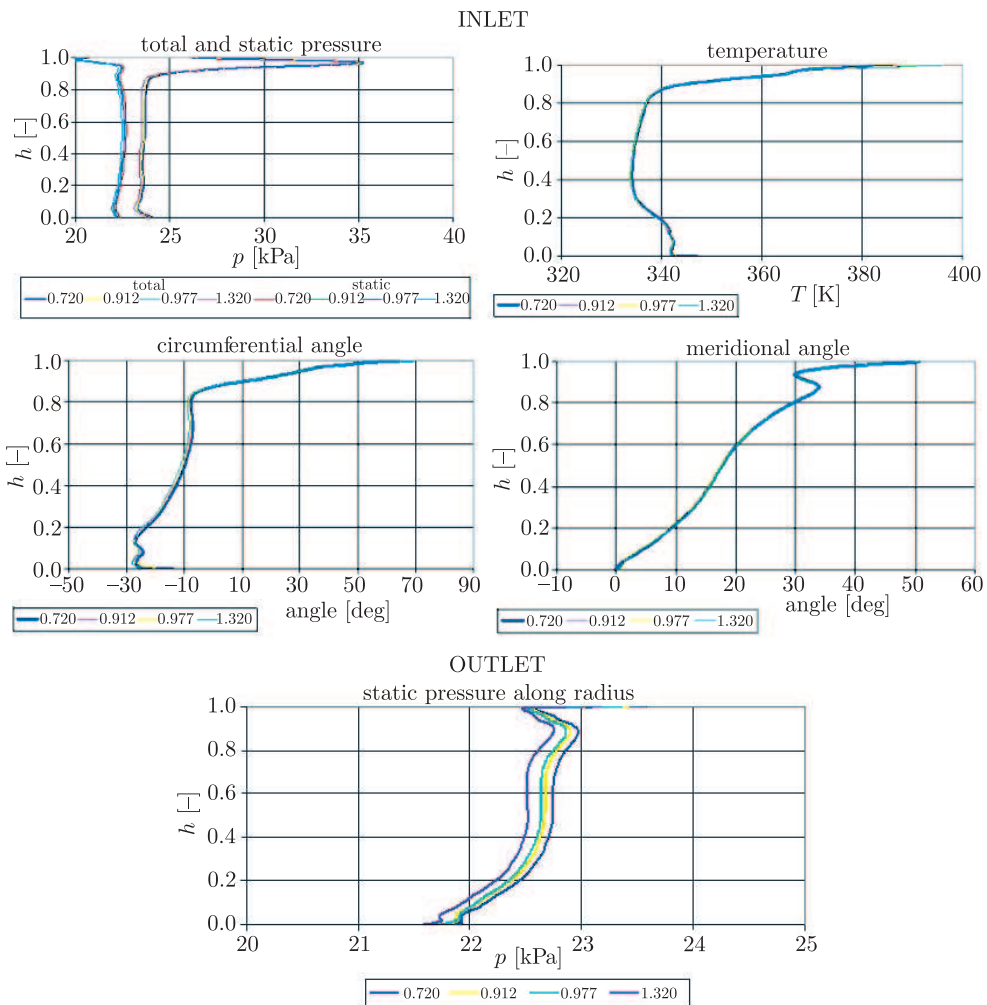 INLET
total and static pressure
1.0
0.8
0.6
0.4
0.2
0.0
h [–]
20 25 30 35 40
p [kPa]
total static
0.720 0.912 0.977 1.320 0.720 0.912 0.977 1.320
temperature
1.0
0.8
0.6
0.4
0.2
0.0
h [–]
320 340 360 380 400
T [K]
0.720 0.912 0.977 1.320
circumferential angle
1.0
0.8
0.6
0.4
0.2
0.0
h [–]
−50 −30 −10 10 30 50 70 90
angle [deg]
0.720 0.912 0.977 1.320
meridional angle
1.0
0.8
0.6
0.4
0.2
0.0
h [–]
−10 0 10 20 30 40 50 60
angle [deg]
0.720 0.912 0.977 1.320
OUTLET
static pressure along radius
1.0
0.8
0.6
0.4
0.2
0.0
h [–]
20 21 22 23 24 25
p [kPa]
0.720 0.912 0.977 1.320